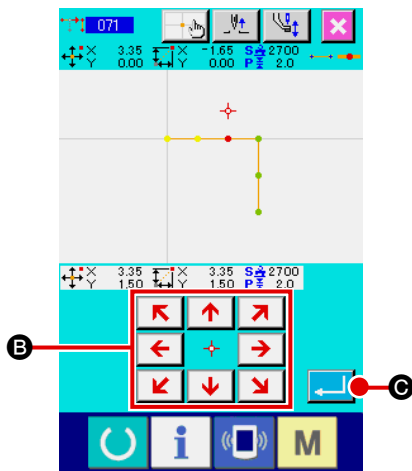 071
X 3.35 X -1.65 S 2700
Y 0.00 Y 0.00 P 2.0
X 3.35 X 3.35 S 2700
Y 1.50 Y 1.50 P 2.0
B
C
i M